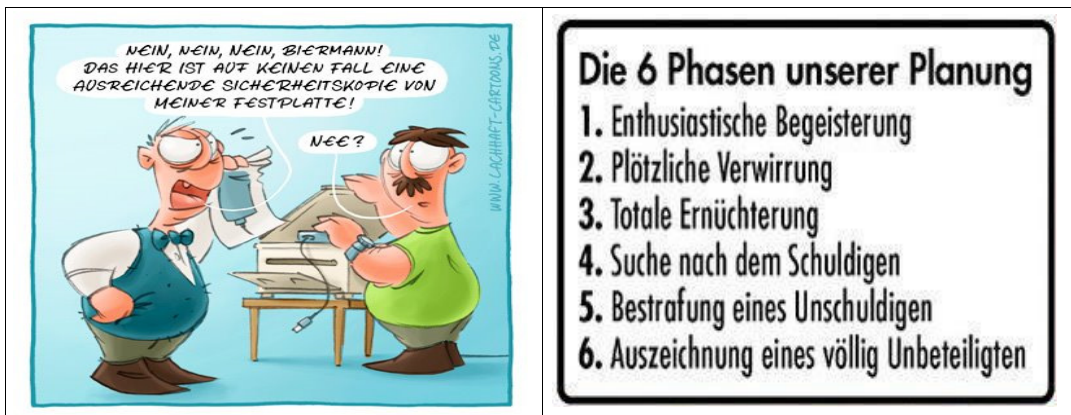 NEIN, NEIN, NEIN, BIERMANN!
DAS HIER IST AUF KEINEN FALL EINE
AUSREICHENDE SICHERHEITSKOPIE VON
MEINER FESTPLATTE!
NEE?
WWW.LACHHAFT-CARTOONS.DE
Die 6 Phasen unserer Planung
1. Enthusiastische Begeisterung
2. Plötzliche Verwirrung
3. Totale Ernüchterung
4. Suche nach dem Schuldigen
5. Bestrafung eines Unschuldigen
6. Auszeichnung eines völlig Unbeteiligten